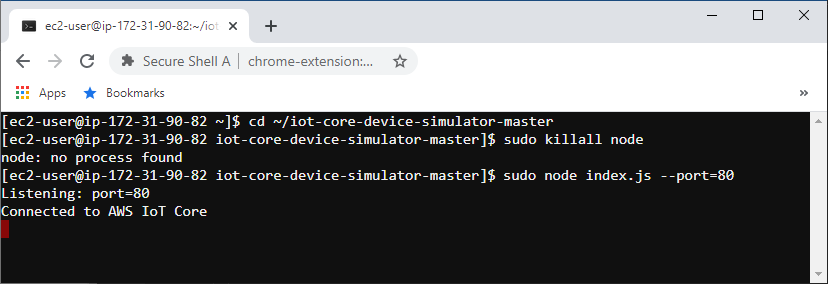 ec2-user@ip-172-31-90-82:~/iot
Secure Shell A | chrome-extension:...
Apps Bookmarks »
[ec2-user@ip-172-31-90-82 ~]$ cd ~/iot-core-device-simulator-master
[ec2-user@ip-172-31-90-82 iot-core-device-simulator-master]$ sudo killall node
node: no process found
[ec2-user@ip-172-31-90-82 iot-core-device-simulator-master]$ sudo node index.js --port=80
Listening: port=80
Connected to AWS IoT Core